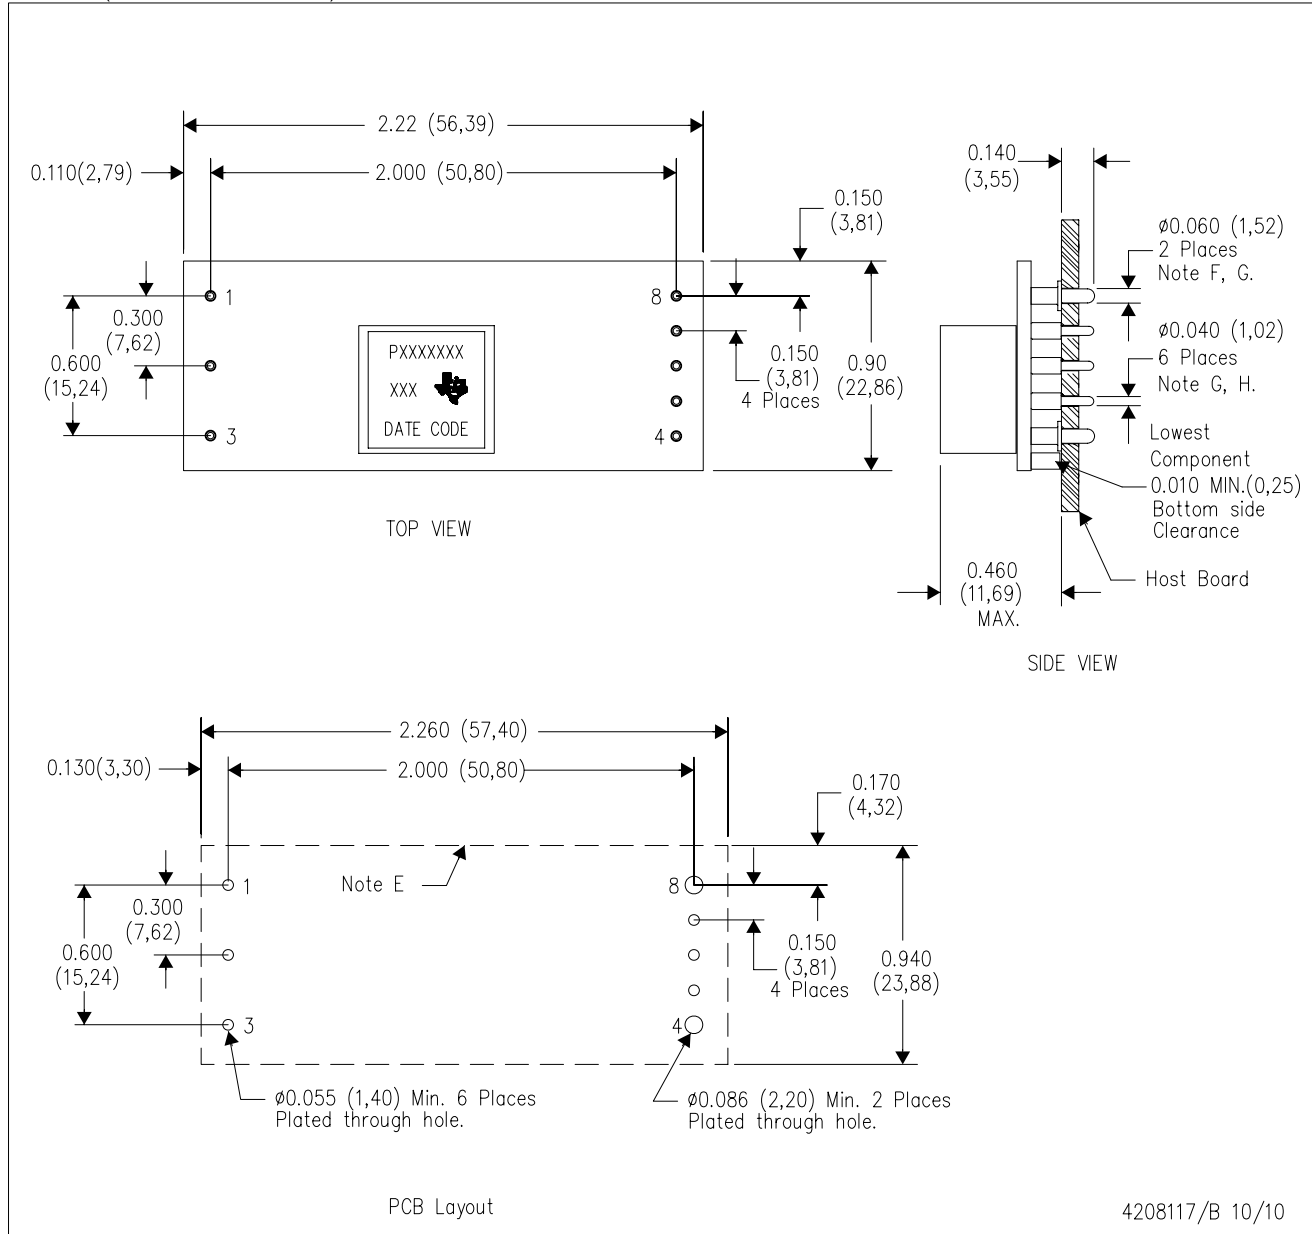 2.22 (56,39)
0.110(2,79)
2.000 (50,80)
0.150
(3,81)
0.140
(3,55)
ø0.060 (1,52)
2 Places
Note F, G.
1
8
0.300
(7,62)
0.600
(15,24)
PXXXXXXX
XXX
DATE CODE
0.150
(3,81)
4 Places
0.90
(22,86)
ø0.040 (1,02)
6 Places
Note G, H.
3
4
Lowest
Component
0.010 MIN.(0,25)
Bottom side
Clearance
TOP VIEW
0.460
(11,69)
MAX.
Host Board
SIDE VIEW
2.260 (57,40)
0.130(3,30)
2.000 (50,80)
0.170
(4,32)
Note E
1
8
0.300
(7,62)
0.600
(15,24)
0.150
(3,81)
4 Places
0.940
(23,88)
3
4
ø0.055 (1,40) Min. 6 Places
Plated through hole.
ø0.086 (2,20) Min. 2 Places
Plated through hole.
PCB Layout
4208117/B 10/10